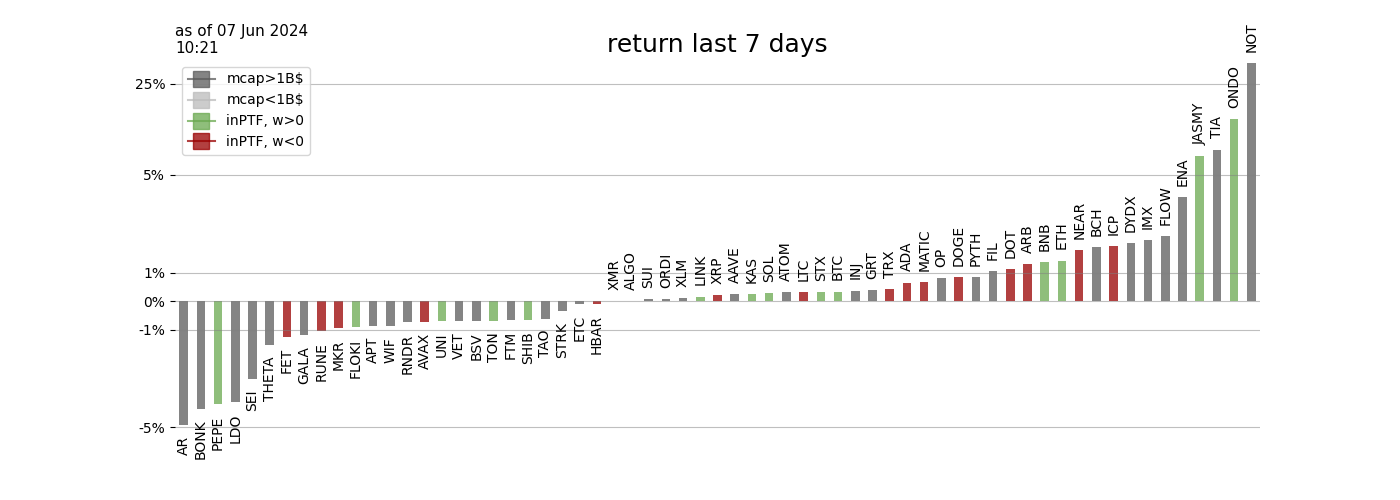 as of 07 Jun 2024
10:21
return last 7 days
mcap>1B$
mcap<1B$
inPTF, w>0
inPTF, w<0
25%
5%
1%
0%
-1%
-5%
AR
BONK
PEPE
LDO
SEI
THETA
FET
GALA
RUNE
MKR
FLOKI
APT
WIF
RNDR
AVAX
UNI
VET
BSV
TON
FTM
SHIB
TAO
STRK
ETC
HBAR
XMR
ALGO
SUI
ORDI
XLM
LINK
XRP
AAVE
KAS
SOL
ATOM
LTC
STX
BTC
INJ
GRT
TRX
ADA
MATIC
OP
DOGE
PYTH
FIL
DOT
ARB
BNB
ETH
NEAR
BCH
ICP
DYDX
IMX
FLOW
ENA
JASMY
TIA
ONDO
NOT